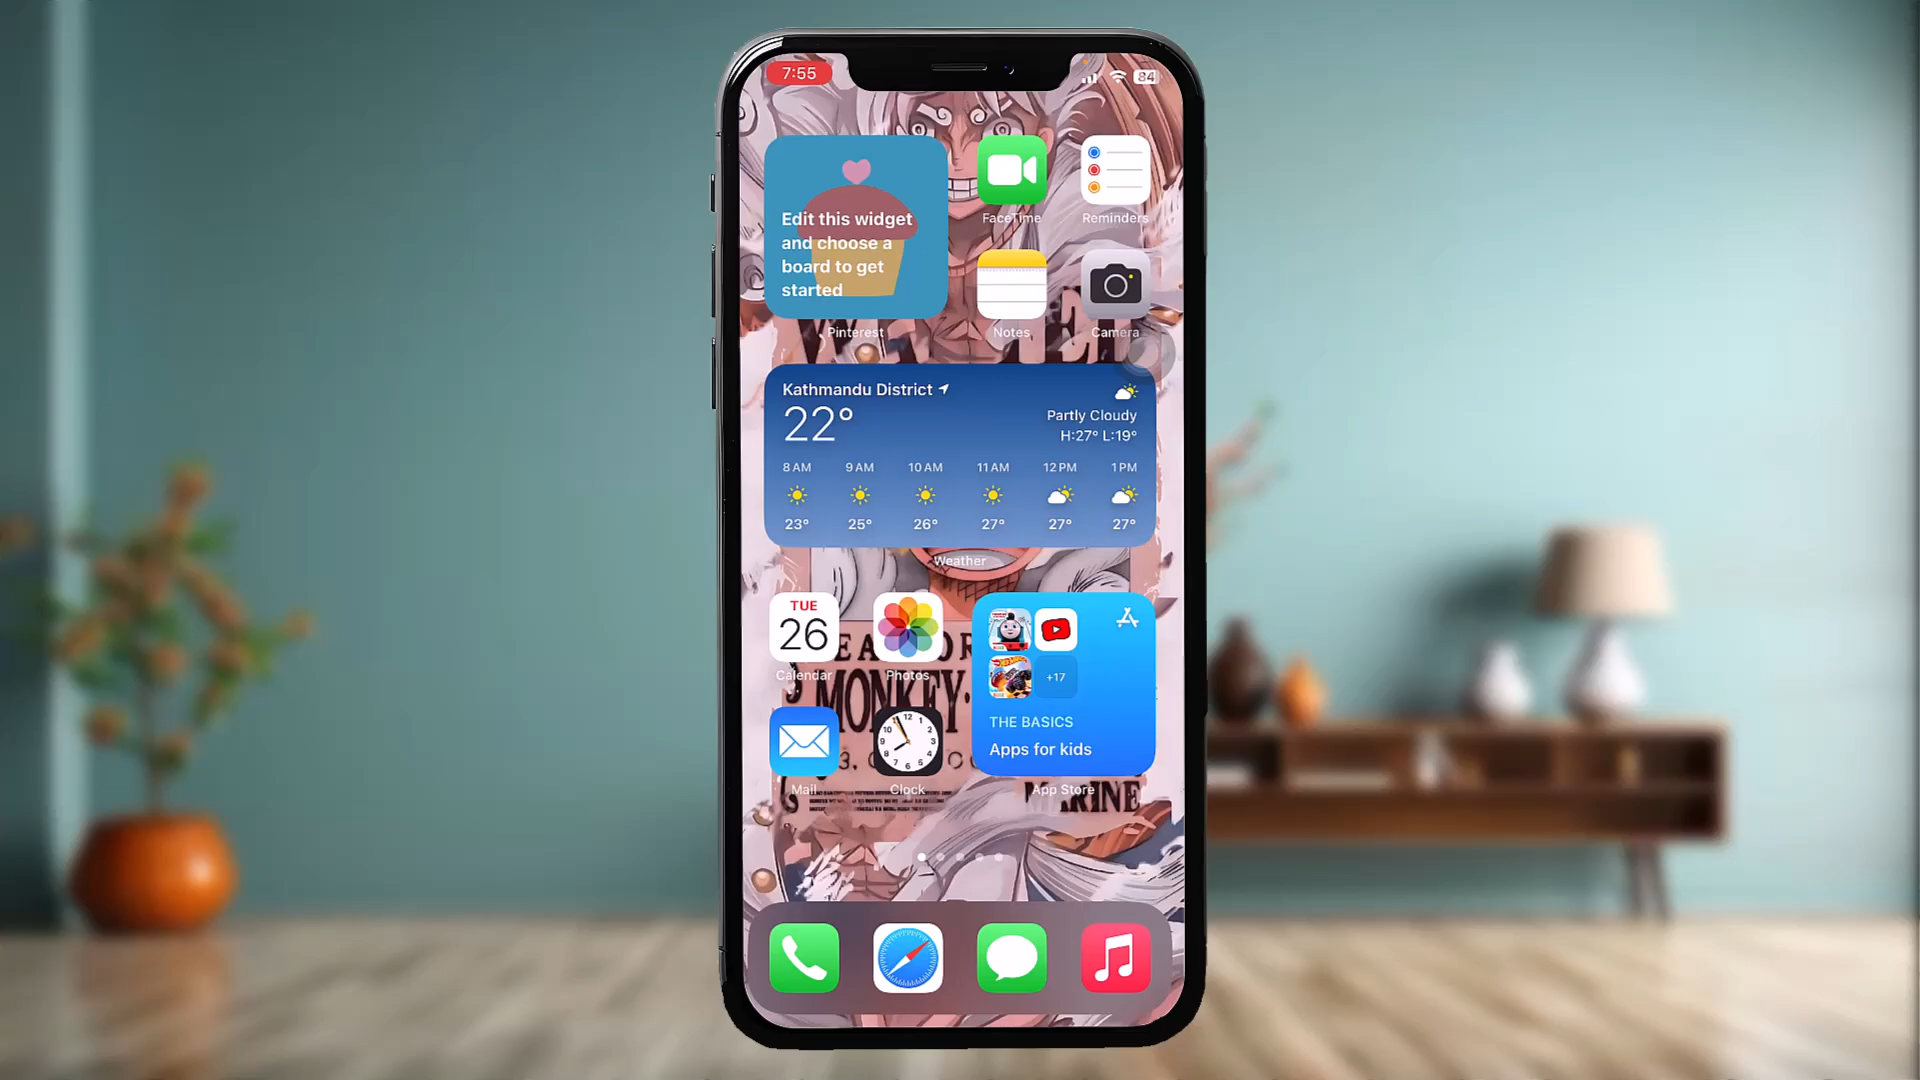 7:55
84
Edit this widget
and choose a
board to get
started
Pinterest
FaceTime
Reminders
Notes
Camera
Kathmandu District
22°
Partly Cloudy
H:27° L:19°
8 AM 9 AM 10 AM 11 AM 12 PM 1 PM
23° 25° 26° 27° 27° 27°
Weather
TUE
26
Calendar
Photos
+17
THE BASICS
Apps for kids
MONKEY
Mail
Clock
App Store
MARINE